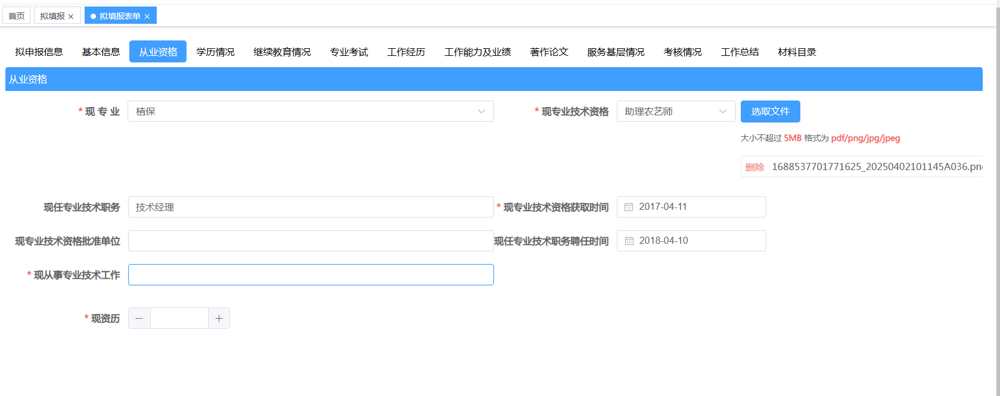 首页 拟填报 × 拟填报表单 ×
拟申报信息 基本信息 从业资格 学历情况 继续教育情况 专业考试 工作经历 工作能力及业绩 著作论文 服务基层情况 考核情况 工作总结 材料目录
从业资格
* 现 专 业 植保 * 现专业技术资格 助理农艺师 选取文件
大小不超过 5MB 格式为 pdf/png/jpg/jpeg
删除 1688537701771625_20250402101145A036.png
现任专业技术职务 技术经理 * 现专业技术资格获取时间 2017-04-11
现专业技术资格批准单位 现任专业技术职务聘任时间 2018-04-10
* 现从事专业技术工作
* 现资历 － +